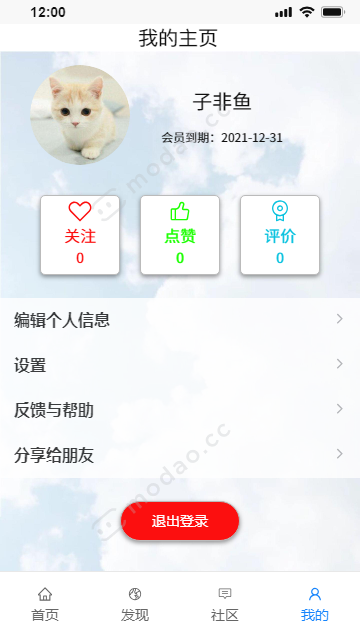 12:00
我的主页
子非鱼
会员到期：2021-12-31
关注 点赞 评价
0 0 0
编辑个人信息
设置
反馈与帮助
分享给朋友
退出登录
首页 发现 社区 我的
modao.cc
modao.cc